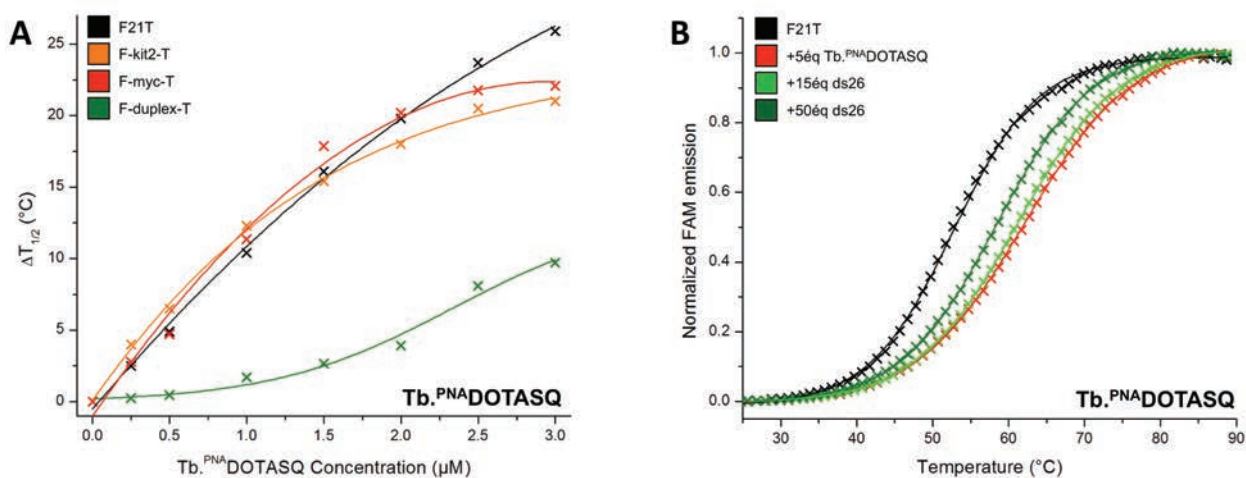 A
F21T
F-kit2-T
F-myc-T
F-duplex-T
ΔT1/2 (°C)
25
20
15
10
5
0
0.0 0.5 1.0 1.5 2.0 2.5 3.0
Tb.PNADOTASQ
Tb.PNADOTASQ Concentration (µM)
B
F21T
+5éq Tb.PNADOTASQ
+15éq ds26
+50éq ds26
Normalized FAM emission
1.0
0.8
0.6
0.4
0.2
0.0
30 40 50 60 70 80 90
Tb.PNADOTASQ
Temperature (°C)